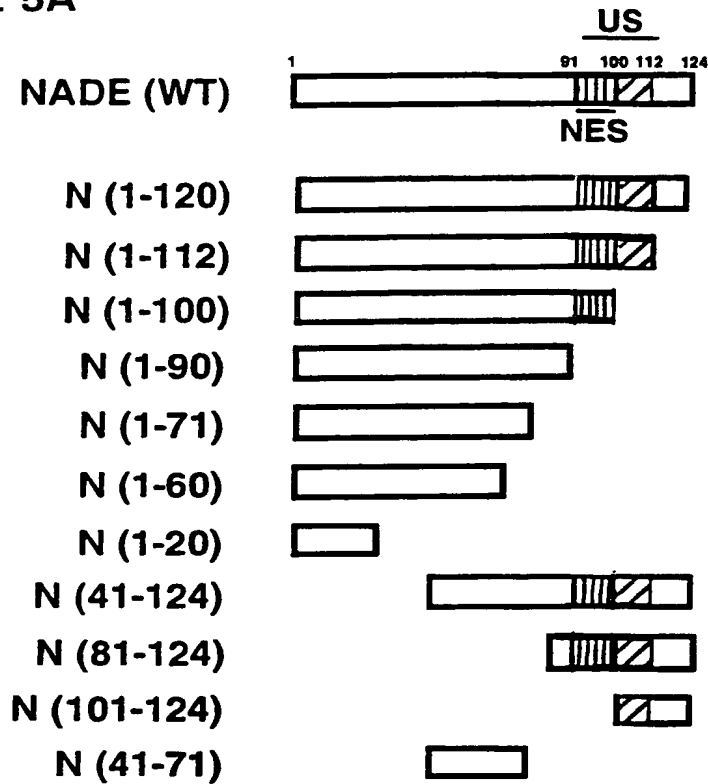 5A
US
1 91 100 112 124
NADE (WT)
NES
N (1-120)
N (1-112)
N (1-100)
N (1-90)
N (1-71)
N (1-60)
N (1-20)
N (41-124)
N (81-124)
N (101-124)
N (41-71)